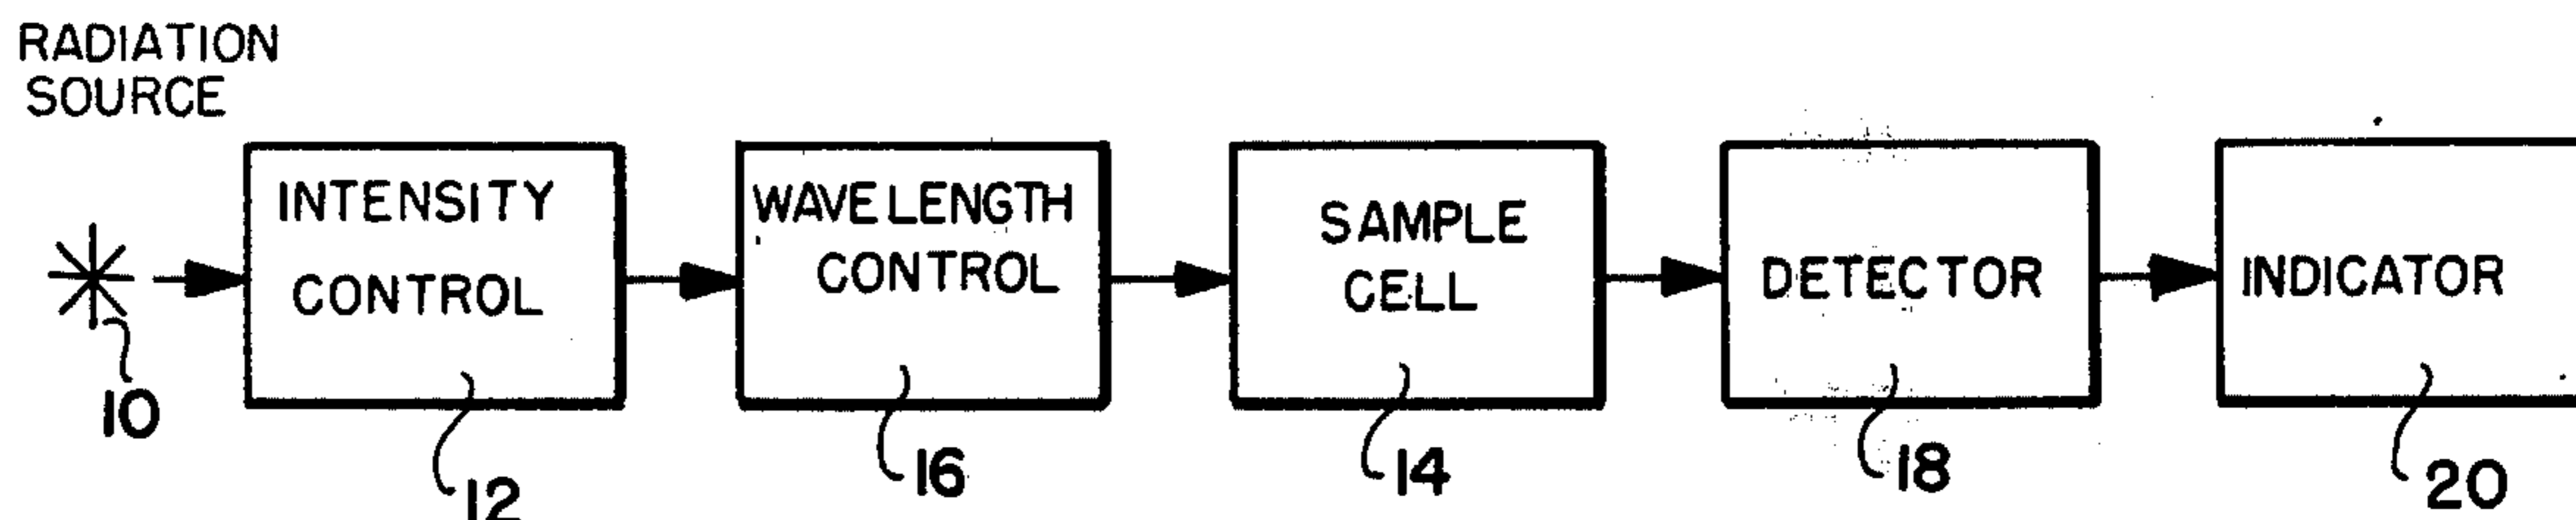 RADIATION
SOURCE
INTENSITY
CONTROL
WAVELENGTH
CONTROL
SAMPLE
CELL
DETECTOR
INDICATOR
10
12
16
14
18
20